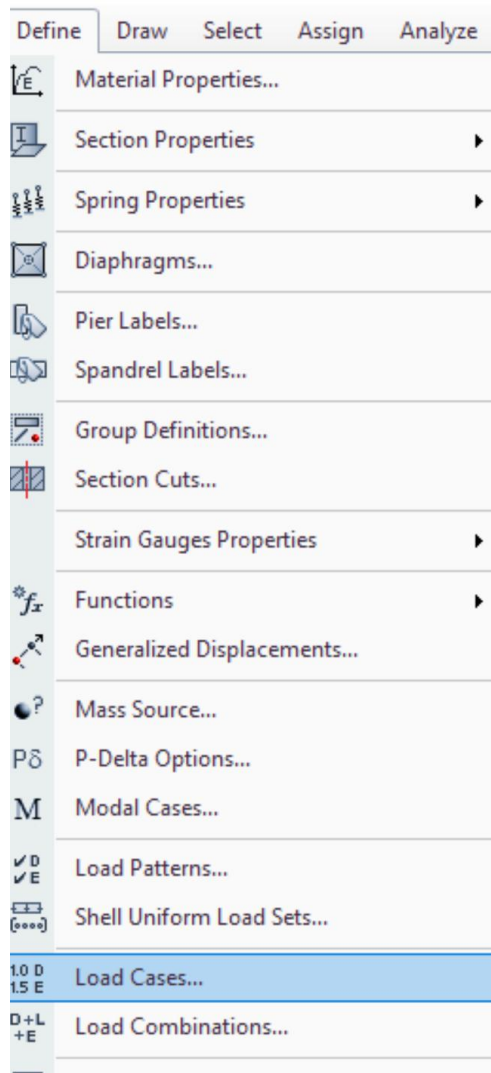 Define Draw Select Assign Analyze
E Material Properties...
I Section Properties
Spring Properties
Diaphragms...
Pier Labels...
Spandrel Labels...
Group Definitions...
Section Cuts...
Strain Gauges Properties
fx Functions
Generalized Displacements...
? Mass Source...
Pδ P-Delta Options...
M Modal Cases...
✓D
✓E Load Patterns...
Shell Uniform Load Sets...
1.0 D
1.5 E Load Cases...
D+L
+E Load Combinations...